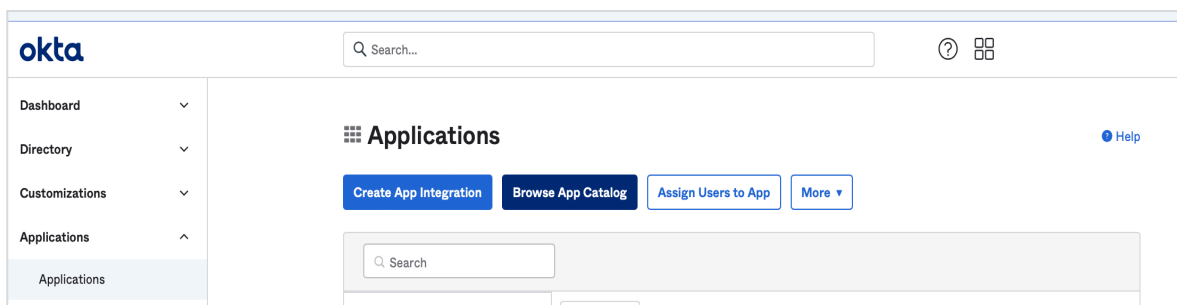 okta
Search...
Dashboard
Directory
Customizations
Applications
Applications
Applications
Help
Create App Integration
Browse App Catalog
Assign Users to App
More
Search